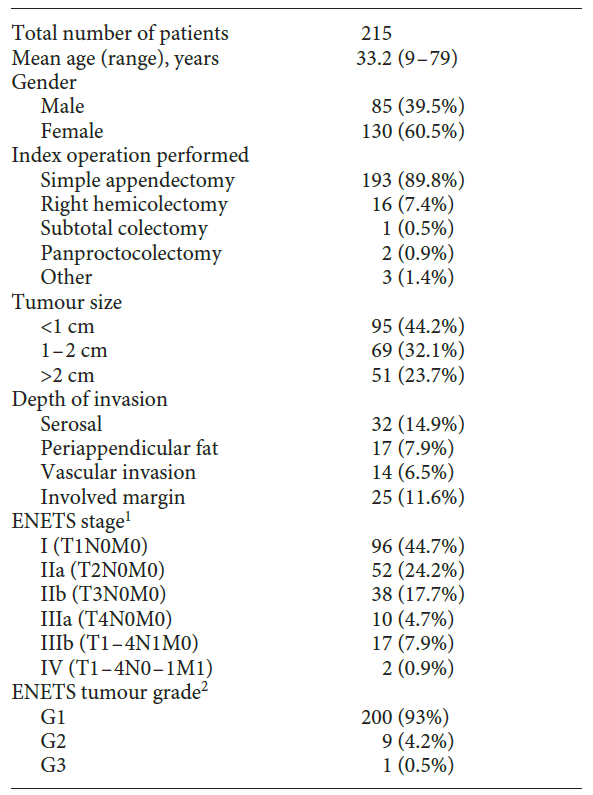 Total number of patients 215
Mean age (range), years 33.2 (9–79)
Gender
Male 85 (39.5%)
Female 130 (60.5%)
Index operation performed
Simple appendectomy 193 (89.8%)
Right hemicolectomy 16 (7.4%)
Subtotal colectomy 1 (0.5%)
Panproctocolectomy 2 (0.9%)
Other 3 (1.4%)
Tumour size
<1 cm 95 (44.2%)
1–2 cm 69 (32.1%)
>2 cm 51 (23.7%)
Depth of invasion
Serosal 32 (14.9%)
Periappendicular fat 17 (7.9%)
Vascular invasion 14 (6.5%)
Involved margin 25 (11.6%)
ENETS stage¹
I (T1N0M0) 96 (44.7%)
IIa (T2N0M0) 52 (24.2%)
IIb (T3N0M0) 38 (17.7%)
IIIa (T4N0M0) 10 (4.7%)
IIIb (T1–4N1M0) 17 (7.9%)
IV (T1–4N0–1M1) 2 (0.9%)
ENETS tumour grade²
G1 200 (93%)
G2 9 (4.2%)
G3 1 (0.5%)